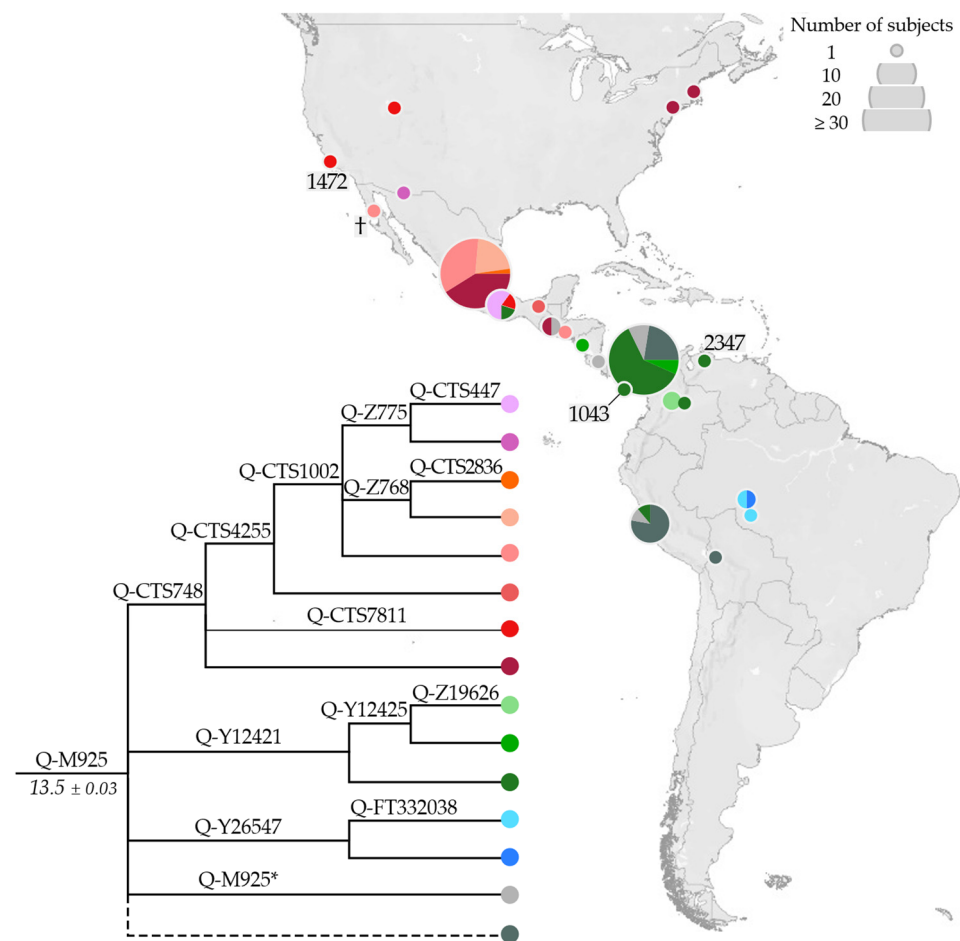 Number of subjects
1
10
20
≥ 30
1472
†
2347
1043
Q-CTS447
Q-Z775
Q-CTS2836
Q-CTS1002
Q-Z768
Q-CTS4255
Q-CTS748
Q-CTS7811
Q-Z19626
Q-Y12425
Q-Y12421
Q-M925
13.5 ± 0.03
Q-FT332038
Q-Y26547
Q-M925*